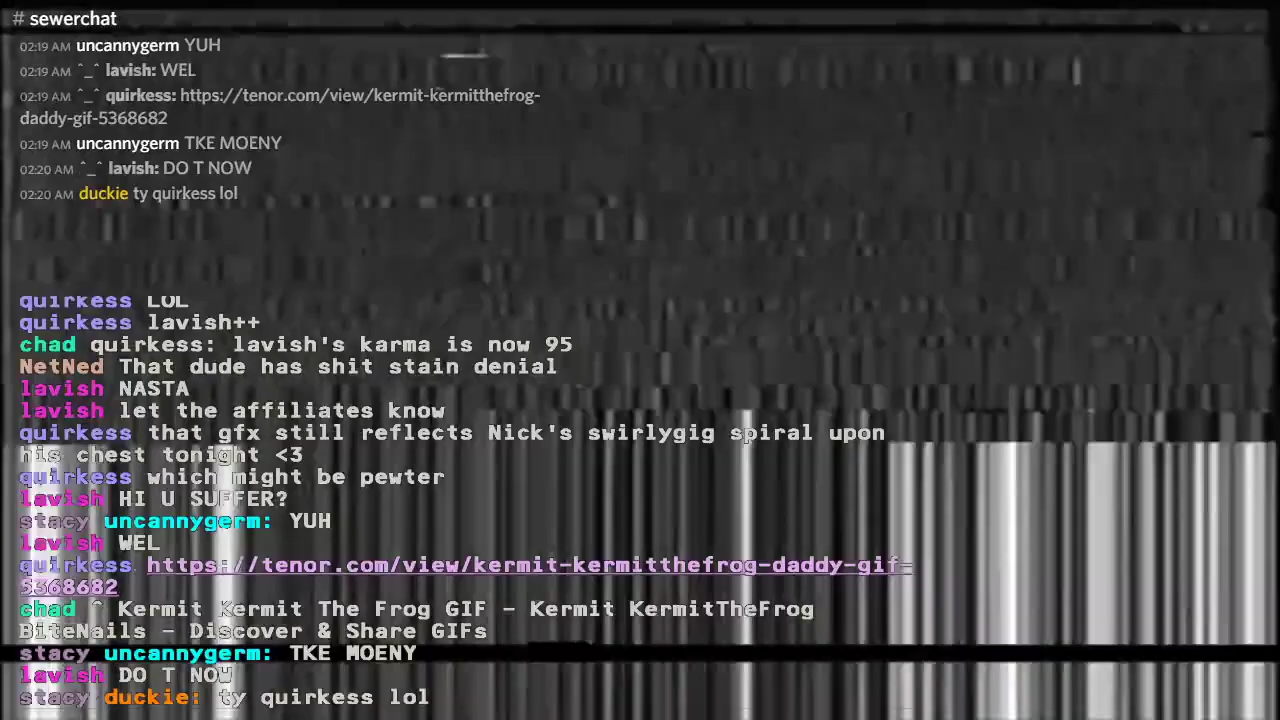 # sewerchat
02:19 AM uncannygerm YUH
02:19 AM ^_^ lavish: WEL
02:19 AM ^_^ quirkess: https://tenor.com/view/kermit-kermitthefrog-
daddy-gif-5368682
02:19 AM uncannygerm TKE MOENY
02:20 AM ^_^ lavish: DO T NOW
02:20 AM duckie ty quirkess lol
quirkess LOL
quirkess lavish++
chad quirkess: lavish's karma is now 95
NetNed That dude has shit stain denial
lavish NASTA
lavish let the affiliates know
quirkess that gfx still reflects Nick's swirlygig spiral upon
his chest tonight <3
quirkess which might be pewter
lavish HI U SUFFER?
stacy uncannygerm: YUH
lavish WEL
quirkess https://tenor.com/view/kermit-kermitthefrog-daddy-gif-
5368682
chad ^ Kermit Kermit The Frog GIF - Kermit KermitTheFrog
BiteNails - Discover & Share GIFs
stacy uncannygerm: TKE MOENY
lavish DO T NOW
stacy duckie: ty quirkess lol